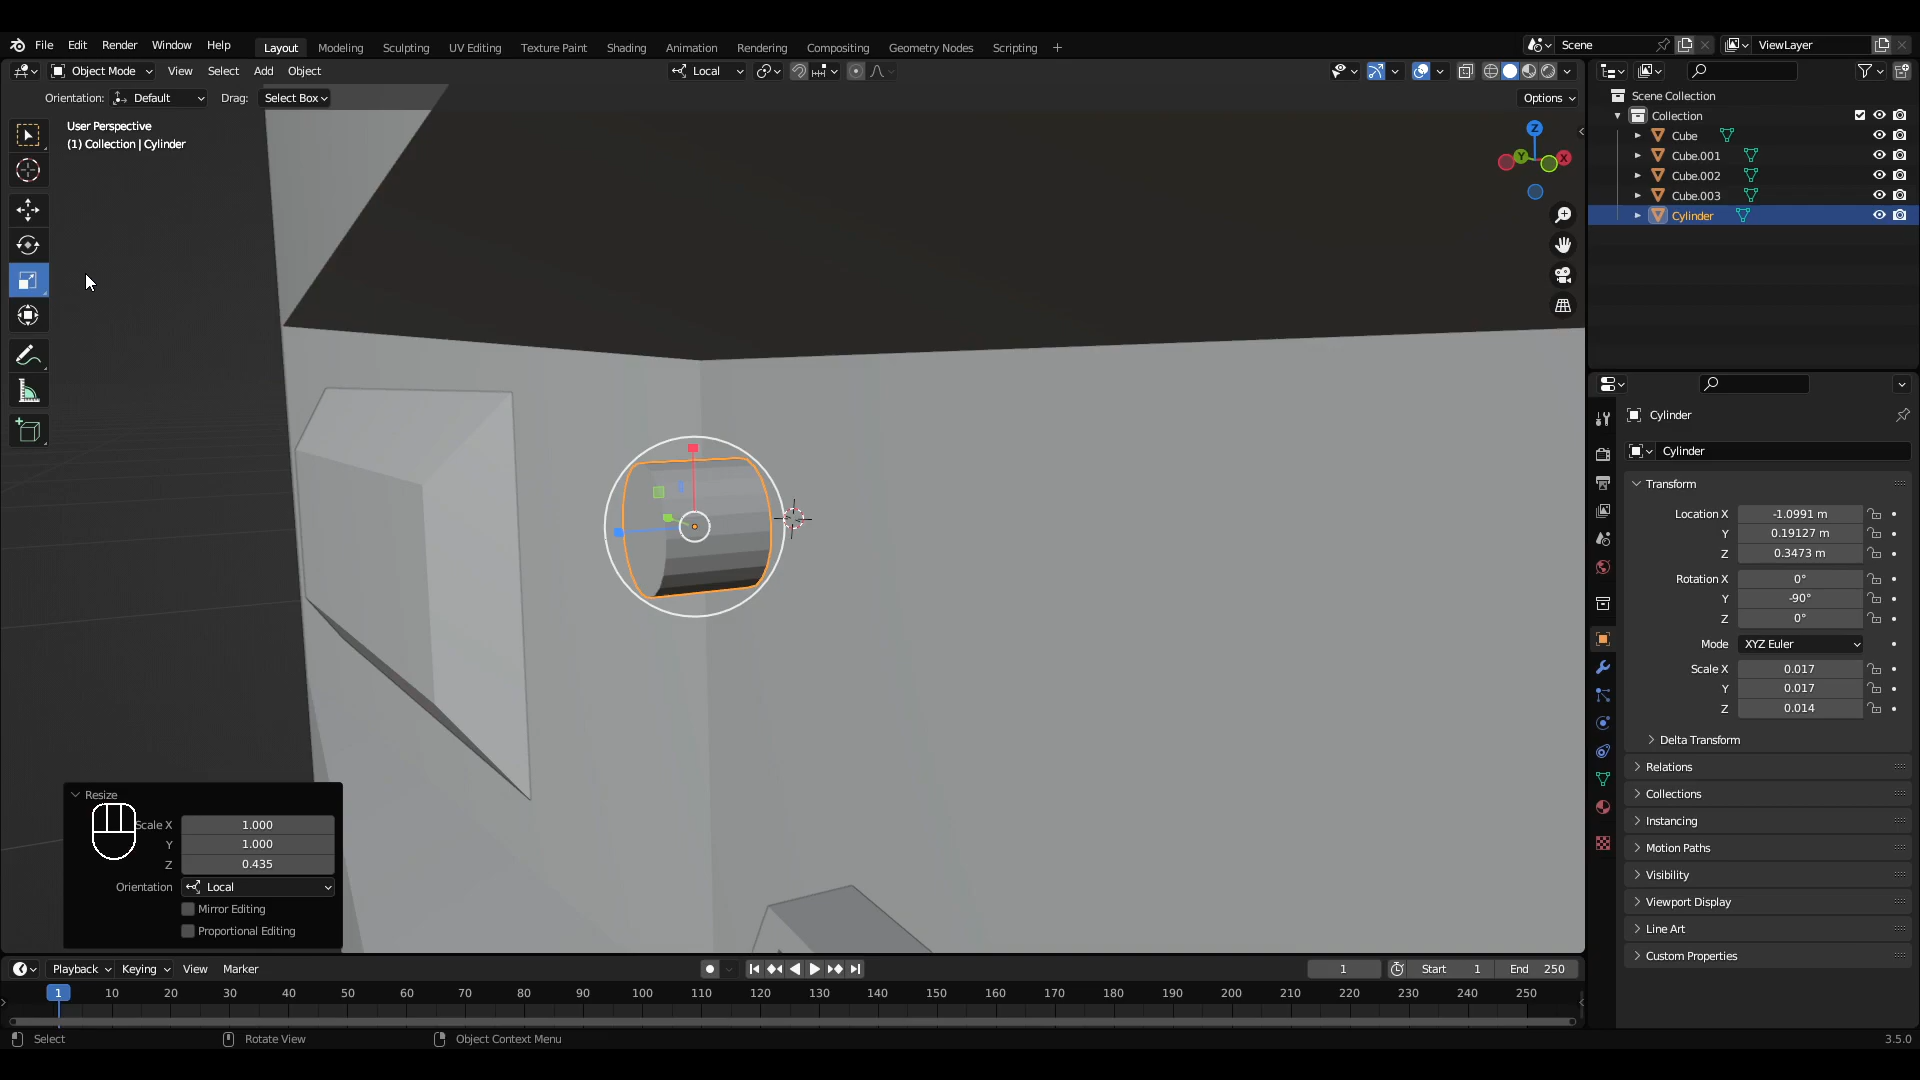 File Edit Render Window Help Layout Modeling Sculpting UV Editing Texture Paint Shading Animation Rendering Compositing Geometry Nodes Scripting + Scene ViewLayer
Object Mode View Select Add Object Local
Orientation: Default Drag: Select Box Options
User Perspective
(1) Collection | Cylinder
Z
Y
X
Scene Collection
Collection
Cube
Cube.001
Cube.002
Cube.003
Cylinder
Cylinder
Cylinder
Transform
Location X -1.0991 m
Y 0.19127 m
Z 0.3473 m
Rotation X 0°
Y -90°
Z 0°
Mode XYZ Euler
Scale X 0.017
Y 0.017
Z 0.014
Delta Transform
Relations
Collections
Instancing
Motion Paths
Visibility
Viewport Display
Line Art
Custom Properties
Resize
Scale X 1.000
Y 1.000
Z 0.435
Orientation Local
Mirror Editing
Proportional Editing
Playback Keying View Marker 1 Start 1 End 250
1 10 20 30 40 50 60 70 80 90 100 110 120 130 140 150 160 170 180 190 200 210 220 230 240 250
Select Rotate View Object Context Menu 3.5.0